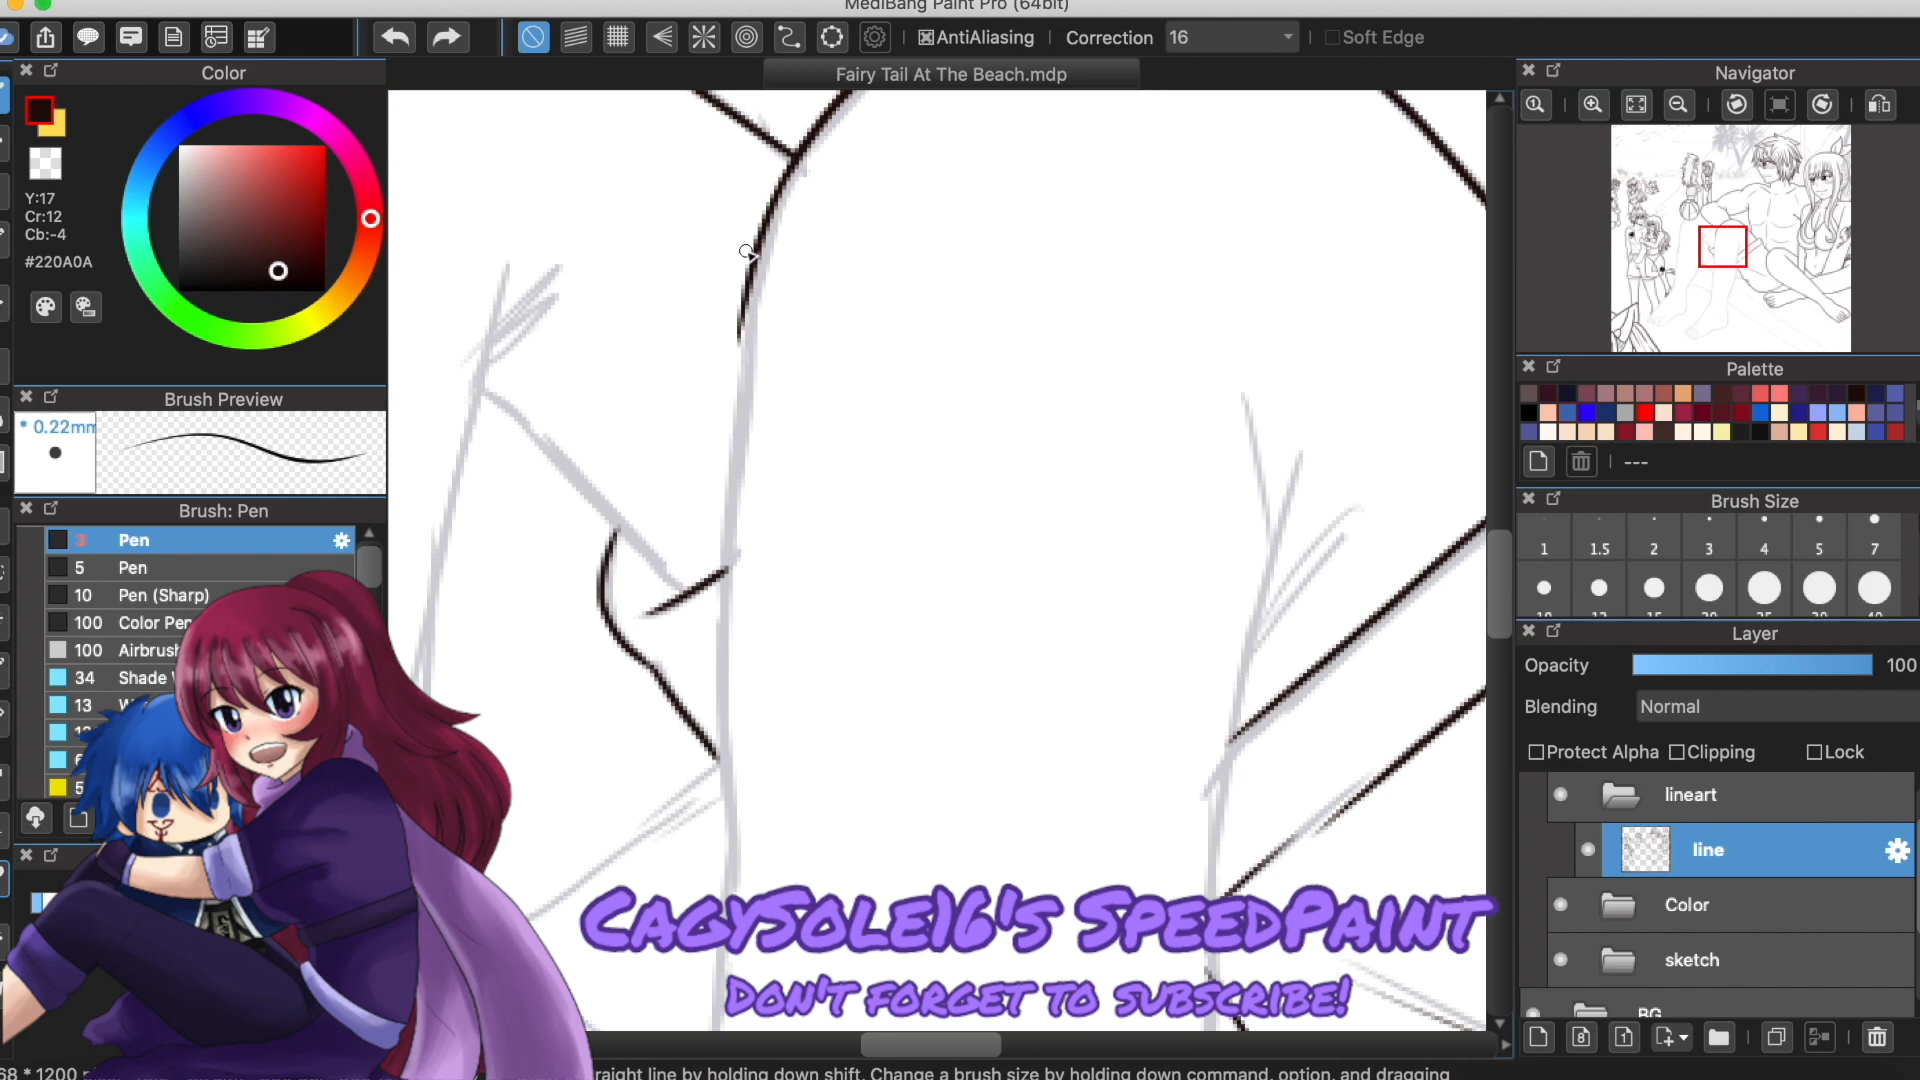 MediBang Paint Pro (64bit)
AntiAliasing
Correction 16
Soft Edge
Fairy Tail At The Beach.mdp
Color
Y:17
Cr:12
Cb:-4
#220A0A
Brush Preview
* 0.22mm
Brush: Pen
3 Pen
5 Pen
10 Pen (Sharp)
100 Color Pen
100 Airbrush
34 Shade
13
Navigator
Palette
---
Brush Size
1 1.5 2 3 4 5 7
Layer
Opacity 100
Blending Normal
Protect Alpha Clipping Lock
lineart
line
Color
sketch
BG
CagySole16's SpeedPaint
Don't forget to subscribe!
68 * 1200
raight line by holding down shift. Change a brush size by holding down command, option, and dragging